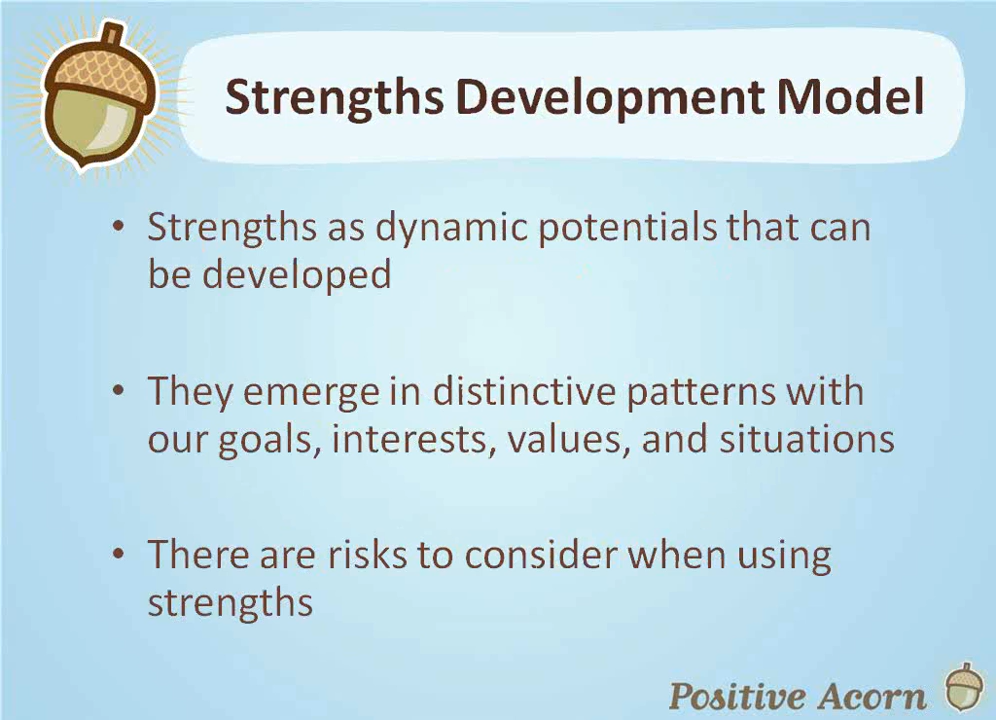 Strengths Development Model
• Strengths as dynamic potentials that can
be developed
• They emerge in distinctive patterns with
our goals, interests, values, and situations
• There are risks to consider when using
strengths
Positive Acorn